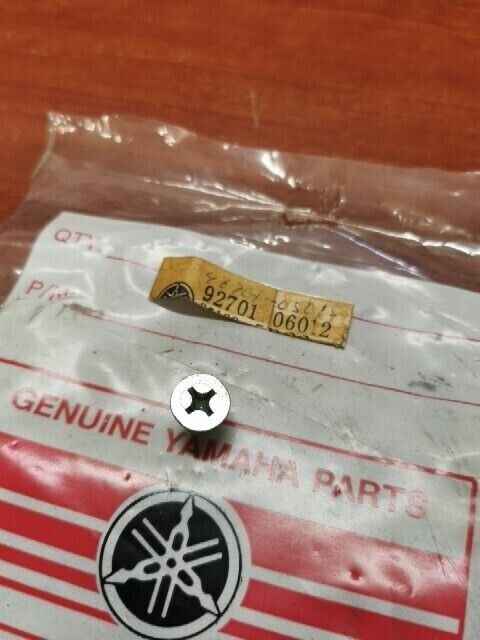 QTY.
P/N
92701 06012
GENUINE YAMAHA PARTS